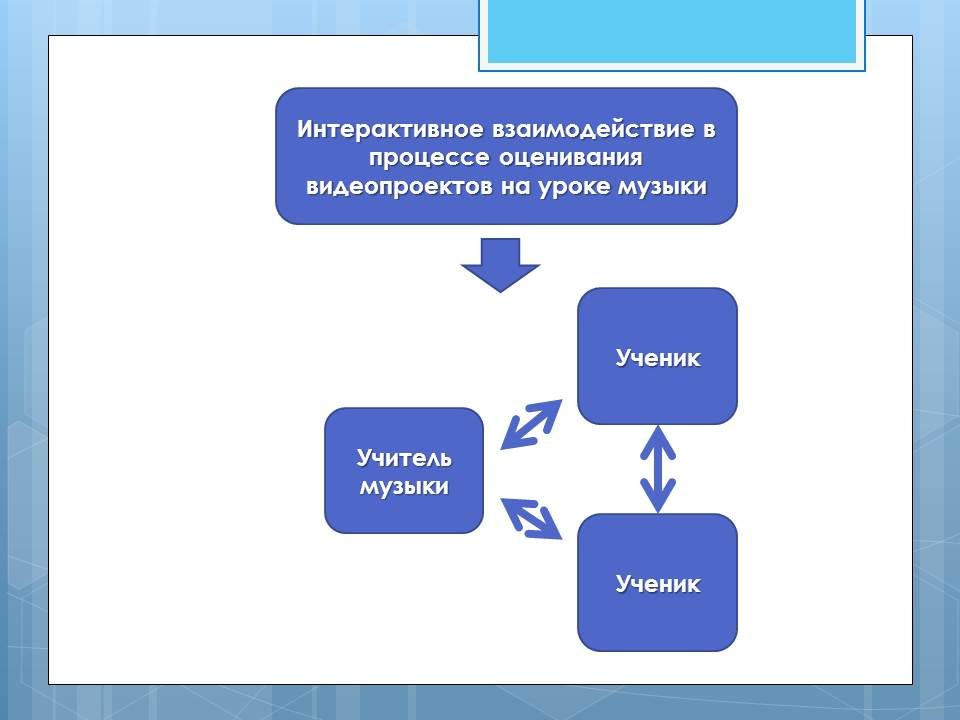 Интерактивное взаимодействие в
процессе оценивания
видеопроектов на уроке музыки
Ученик
Учитель
музыки
Ученик